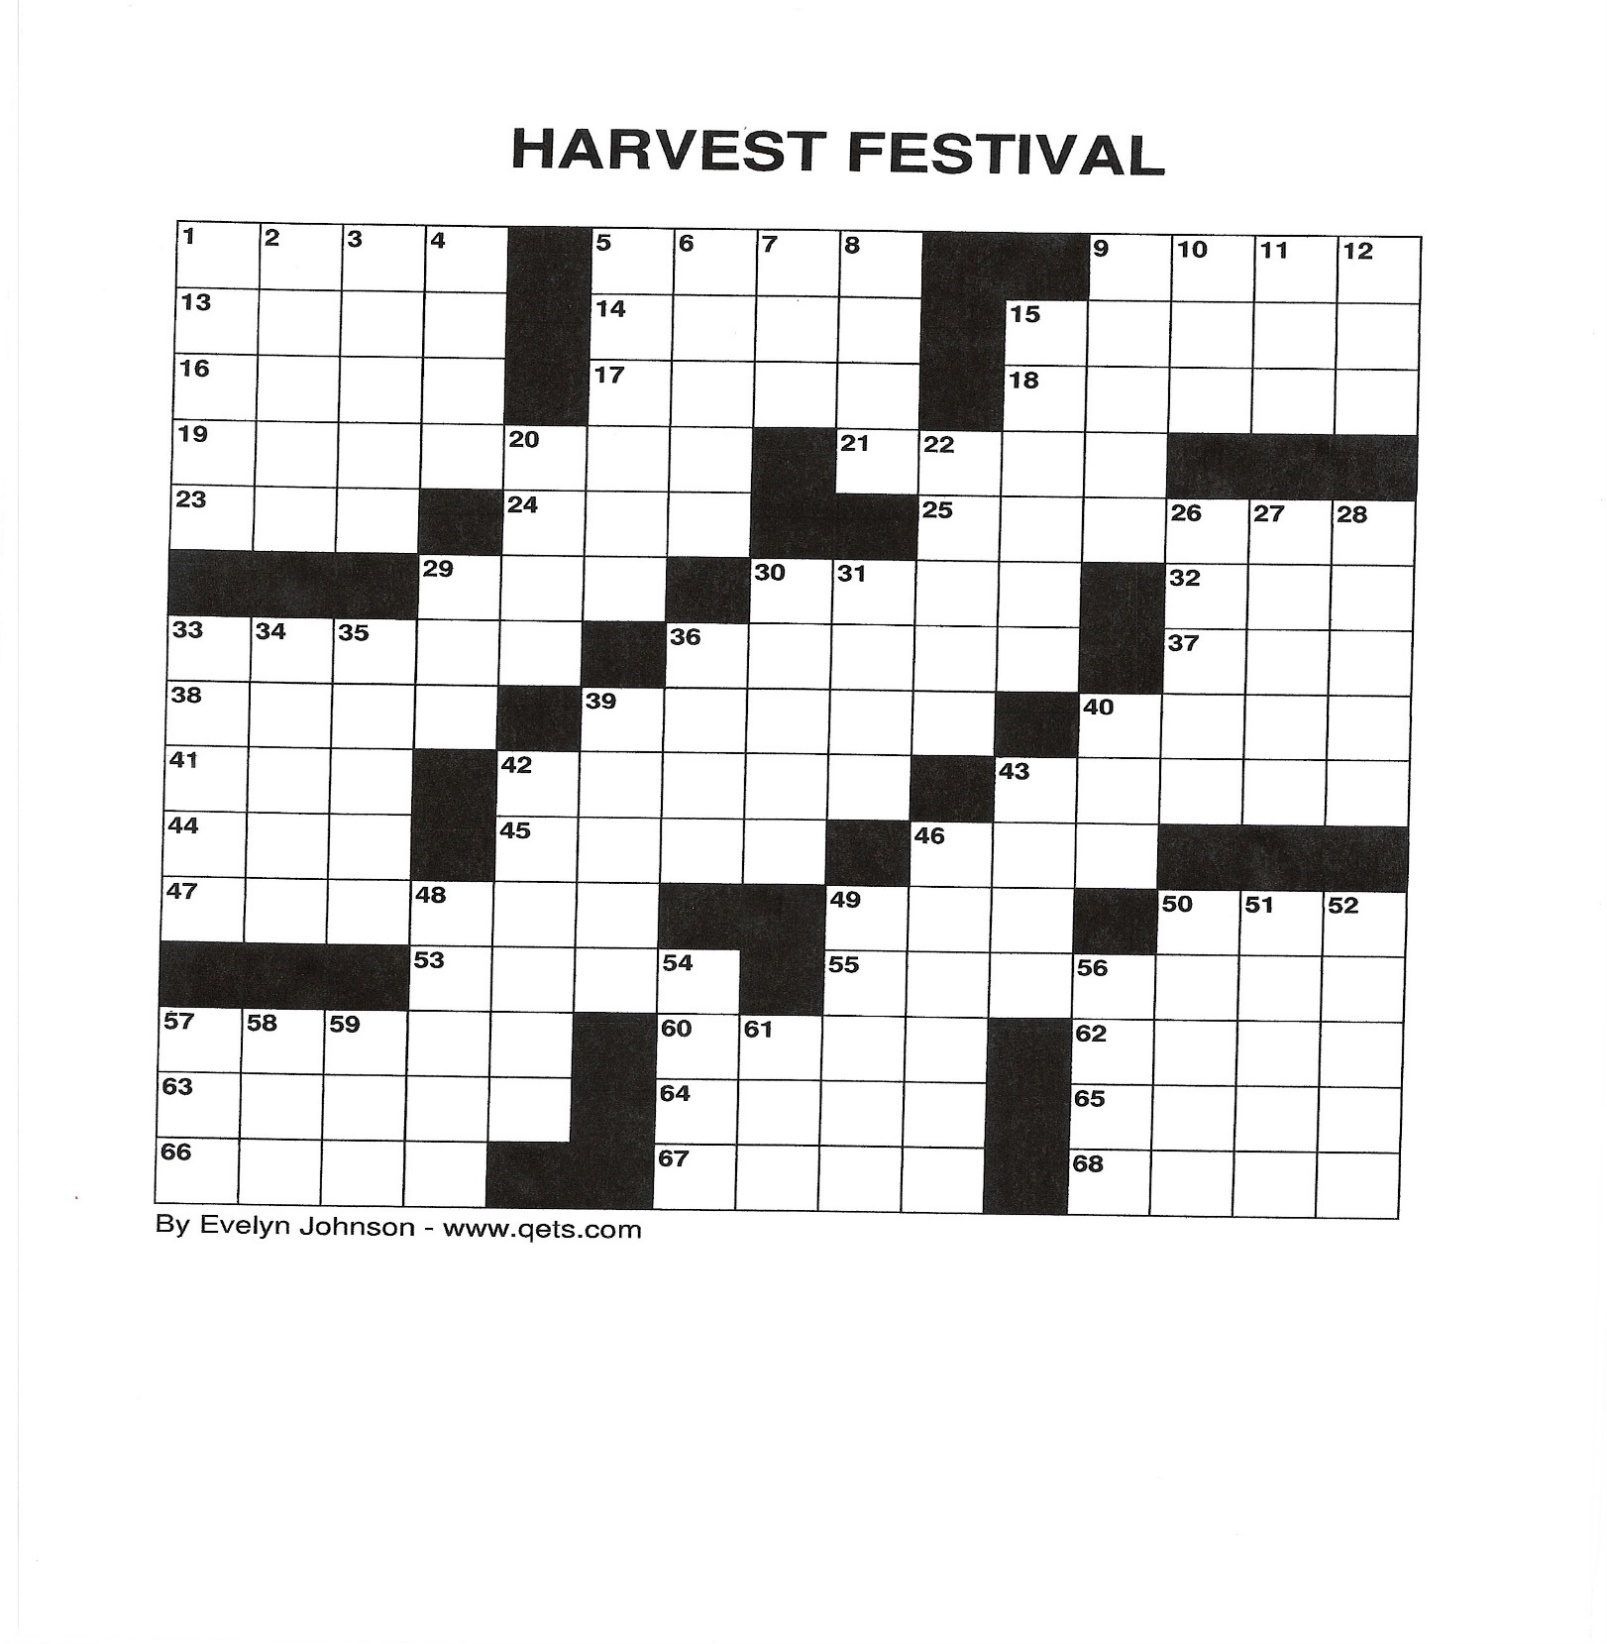 HARVEST FESTIVAL
1 2 3 4 5 6 7 8 9 10 11 12
13 14 15
16 17 18
19 20 21 22
23 24 25 26 27 28
29 30 31 32
33 34 35 36 37
38 39 40
41 42 43
44 45 46
47 48 49 50 51 52
53 54 55 56
57 58 59 60 61 62
63 64 65
66 67 68
By Evelyn Johnson - www.qets.com